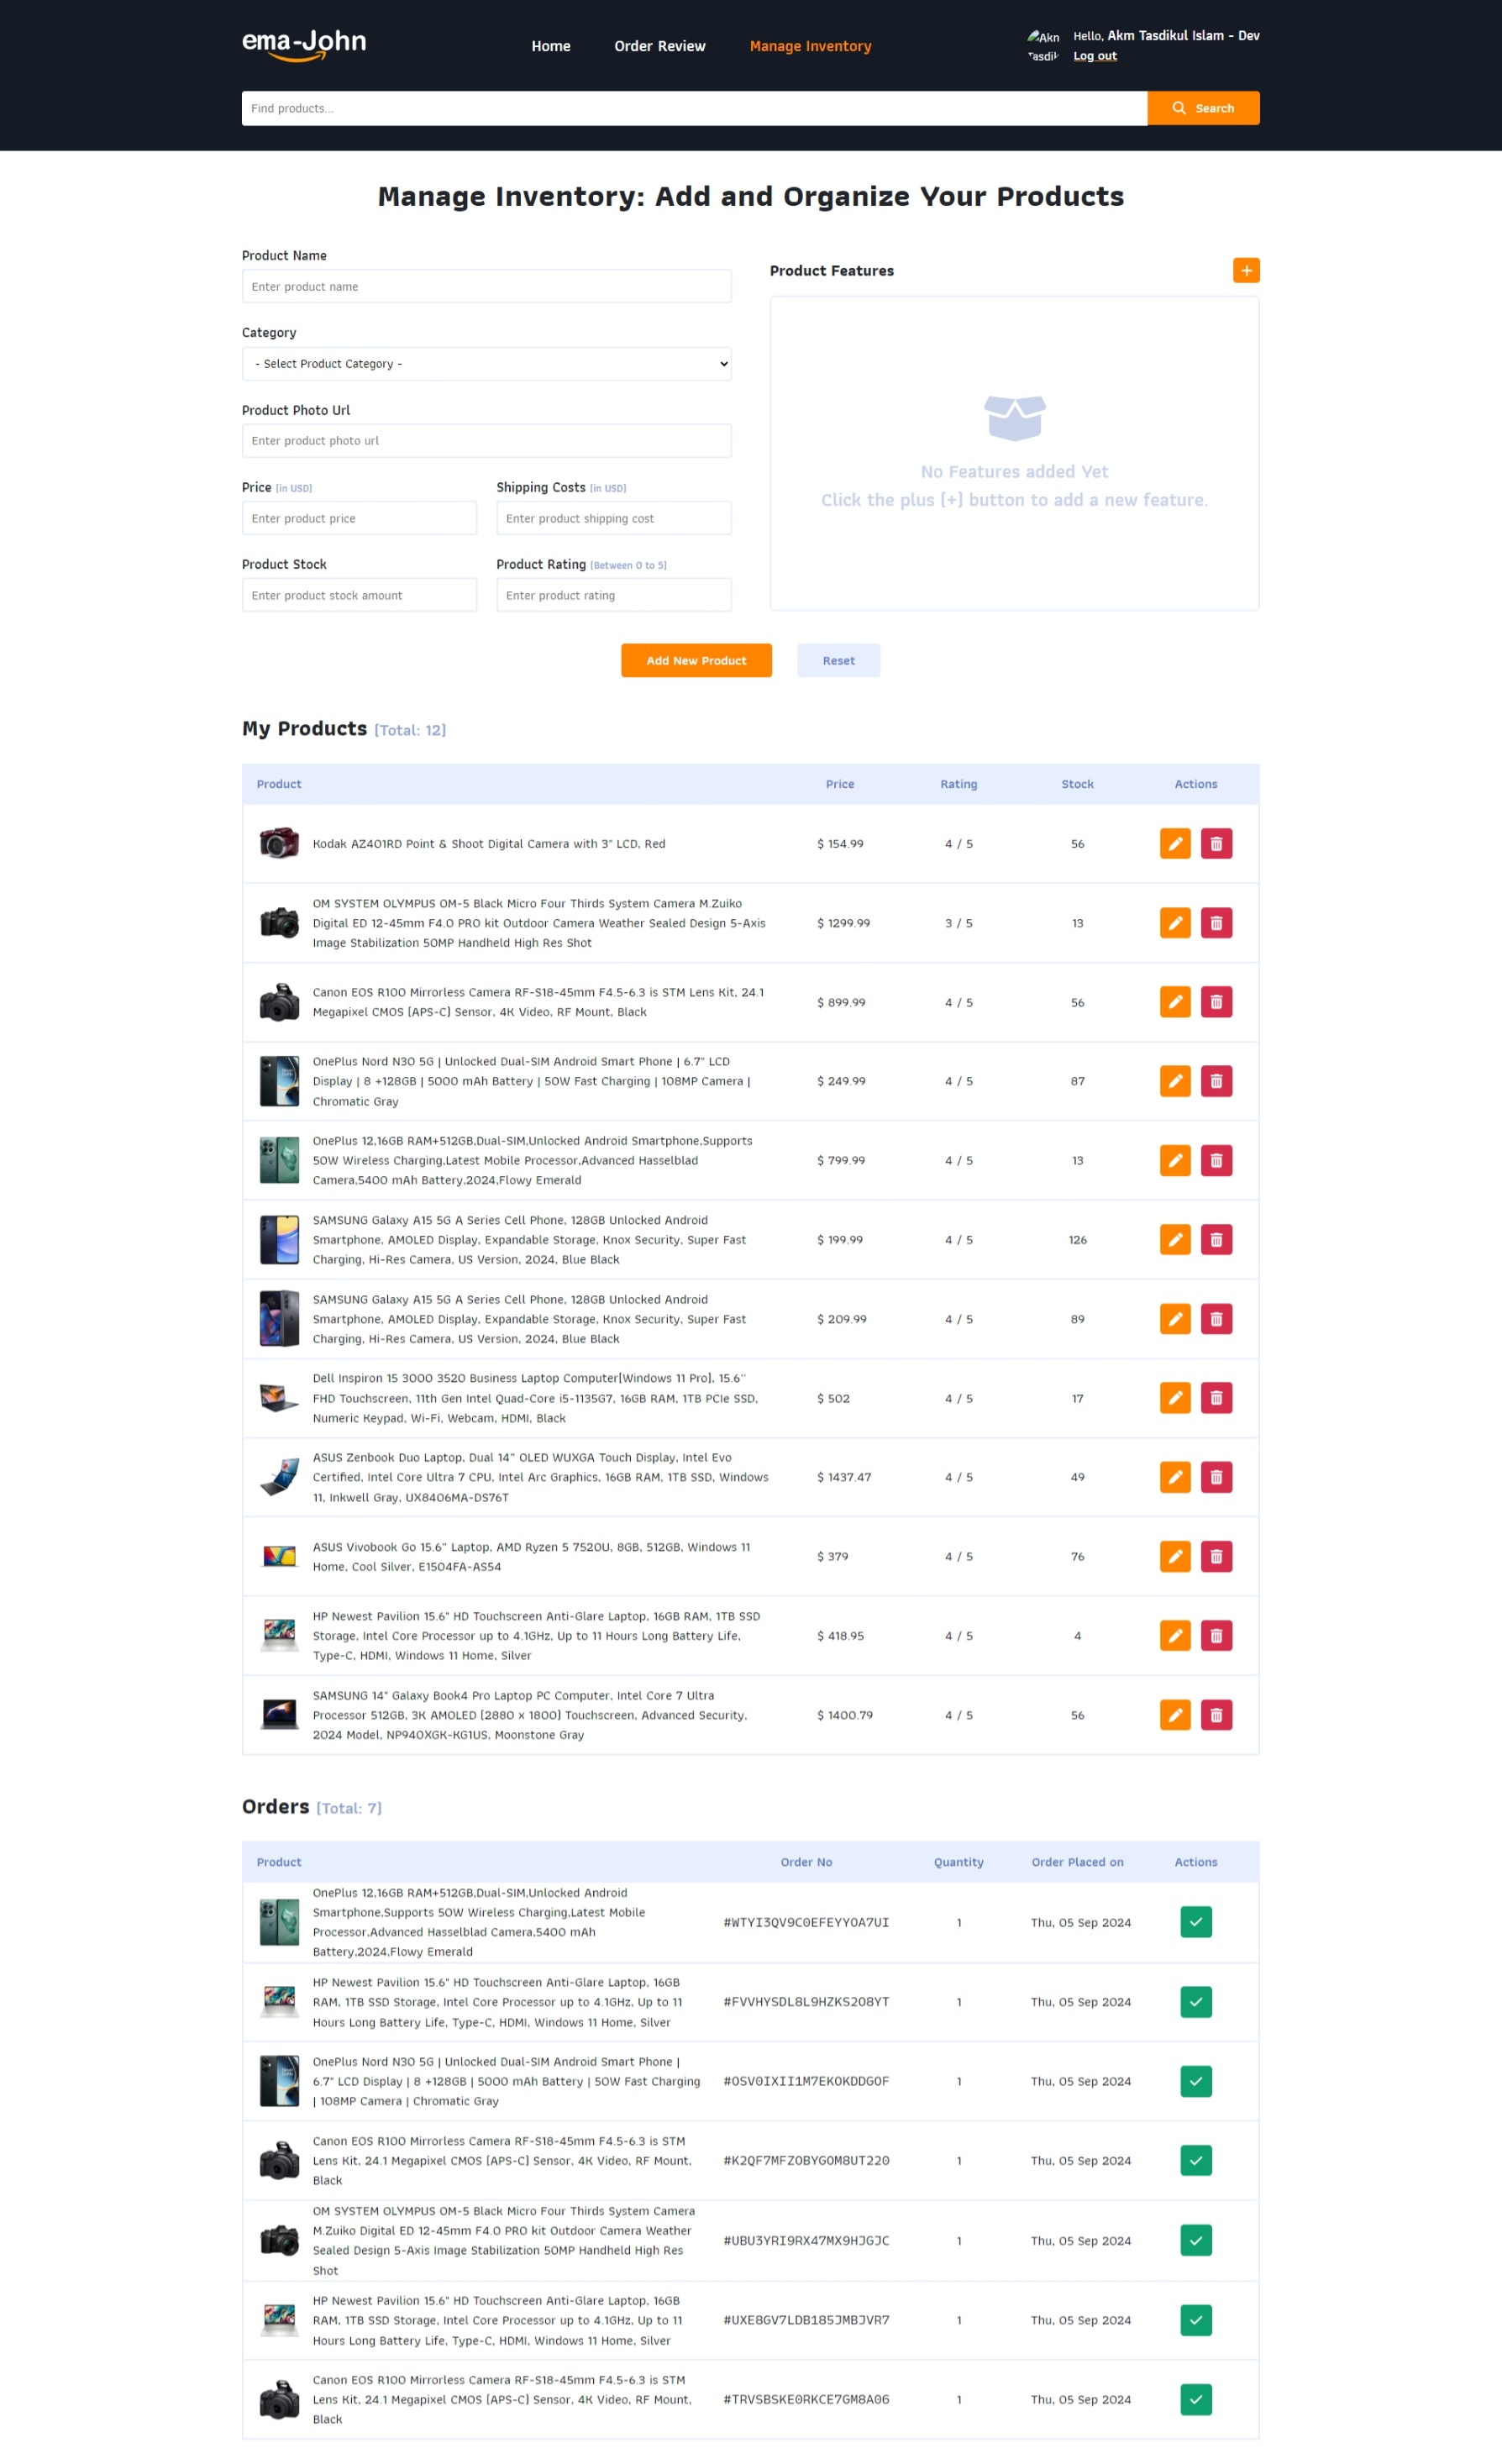 ema-John
Home
Order Review
Manage Inventory
Hello, Akm Tasdikul Islam - Dev
Log out
Find products...
Search
Manage Inventory: Add and Organize Your Products
Product Name
Enter product name
Category
- Select Product Category -
Product Photo Url
Enter product photo url
Price (in USD)
Shipping Costs (in USD)
Enter product price
Enter product shipping cost
Product Stock
Product Rating (Between 0 to 5)
Enter product stock amount
Enter product rating
Product Features
No Features added Yet
Click the plus (+) button to add a new feature.
Add New Product
Reset
My Products (Total: 12)
Product Price Rating Stock Actions
Kodak AZ401RD Point & Shoot Digital Camera with 3" LCD, Red
$ 154.99 4 / 5 56
OM SYSTEM OLYMPUS OM-5 Black Micro Four Thirds System Camera M.Zuiko
Digital ED 12-45mm F4.0 PRO kit Outdoor Camera Weather Sealed Design 5-Axis
Image Stabilization 50MP Handheld High Res Shot
$ 1299.99 3 / 5 13
Canon EOS R100 Mirrorless Camera RF-S18-45mm F4.5-6.3 is STM Lens Kit, 24.1
Megapixel CMOS (APS-C) Sensor, 4K Video, RF Mount, Black
$ 899.99 4 / 5 56
OnePlus Nord N30 5G | Unlocked Dual-SIM Android Smart Phone | 6.7" LCD
Display | 8 +128GB | 5000 mAh Battery | 50W Fast Charging | 108MP Camera |
Chromatic Gray
$ 249.99 4 / 5 87
OnePlus 12,16GB RAM+512GB,Dual-SIM,Unlocked Android Smartphone,Supports
50W Wireless Charging,Latest Mobile Processor,Advanced Hasselblad
Camera,5400 mAh Battery,2024,Flowy Emerald
$ 799.99 4 / 5 13
SAMSUNG Galaxy A15 5G A Series Cell Phone, 128GB Unlocked Android
Smartphone, AMOLED Display, Expandable Storage, Knox Security, Super Fast
Charging, Hi-Res Camera, US Version, 2024, Blue Black
$ 199.99 4 / 5 126
SAMSUNG Galaxy A15 5G A Series Cell Phone, 128GB Unlocked Android
Smartphone, AMOLED Display, Expandable Storage, Knox Security, Super Fast
Charging, Hi-Res Camera, US Version, 2024, Blue Black
$ 209.99 4 / 5 89
Dell Inspiron 15 3000 3520 Business Laptop Computer[Windows 11 Pro], 15.6''
FHD Touchscreen, 11th Gen Intel Quad-Core i5-1135G7, 16GB RAM, 1TB PCIe SSD,
Numeric Keypad, Wi-Fi, Webcam, HDMI, Black
$ 502 4 / 5 17
ASUS Zenbook Duo Laptop, Dual 14" OLED WUXGA Touch Display, Intel Evo
Certified, Intel Core Ultra 7 CPU, Intel Arc Graphics, 16GB RAM, 1TB SSD, Windows
11, Inkwell Gray, UX8406MA-DS76T
$ 1437.47 4 / 5 49
ASUS Vivobook Go 15.6" Laptop, AMD Ryzen 5 7520U, 8GB, 512GB, Windows 11
Home, Cool Silver, E1504FA-AS54
$ 379 4 / 5 76
HP Newest Pavilion 15.6" HD Touchscreen Anti-Glare Laptop, 16GB RAM, 1TB SSD
Storage, Intel Core Processor up to 4.1GHz, Up to 11 Hours Long Battery Life,
Type-C, HDMI, Windows 11 Home, Silver
$ 418.95 4 / 5 4
SAMSUNG 14" Galaxy Book4 Pro Laptop PC Computer, Intel Core 7 Ultra
Processor 512GB, 3K AMOLED (2880 x 1800) Touchscreen, Advanced Security,
2024 Model, NP940XGK-KG1US, Moonstone Gray
$ 1400.79 4 / 5 56
Orders (Total: 7)
Product Order No Quantity Order Placed on Actions
OnePlus 12,16GB RAM+512GB,Dual-SIM,Unlocked Android
Smartphone,Supports 50W Wireless Charging,Latest Mobile
Processor,Advanced Hasselblad Camera,5400 mAh
Battery,2024,Flowy Emerald
#WTYI3QV9C0EFEYYOA7UI 1 Thu, 05 Sep 2024
HP Newest Pavilion 15.6" HD Touchscreen Anti-Glare Laptop, 16GB
RAM, 1TB SSD Storage, Intel Core Processor up to 4.1GHz, Up to 11
Hours Long Battery Life, Type-C, HDMI, Windows 11 Home, Silver
#FVVHYSDL8L9HZKS2O8YT 1 Thu, 05 Sep 2024
OnePlus Nord N30 5G | Unlocked Dual-SIM Android Smart Phone |
6.7" LCD Display | 8 +128GB | 5000 mAh Battery | 50W Fast Charging
| 108MP Camera | Chromatic Gray
#OSV0IXII1M7EKOKDDGOF 1 Thu, 05 Sep 2024
Canon EOS R100 Mirrorless Camera RF-S18-45mm F4.5-6.3 is STM
Lens Kit, 24.1 Megapixel CMOS (APS-C) Sensor, 4K Video, RF Mount,
Black
#K2QF7MFZOBYGOM8UT220 1 Thu, 05 Sep 2024
OM SYSTEM OLYMPUS OM-5 Black Micro Four Thirds System Camera
M.Zuiko Digital ED 12-45mm F4.0 PRO kit Outdoor Camera Weather
Sealed Design 5-Axis Image Stabilization 50MP Handheld High Res
Shot
#UBU3YRI9RX47MX9HJGJC 1 Thu, 05 Sep 2024
HP Newest Pavilion 15.6" HD Touchscreen Anti-Glare Laptop, 16GB
RAM, 1TB SSD Storage, Intel Core Processor up to 4.1GHz, Up to 11
Hours Long Battery Life, Type-C, HDMI, Windows 11 Home, Silver
#UXE8GV7LDB185JMBJVR7 1 Thu, 05 Sep 2024
Canon EOS R100 Mirrorless Camera RF-S18-45mm F4.5-6.3 is STM
Lens Kit, 24.1 Megapixel CMOS (APS-C) Sensor, 4K Video, RF Mount,
Black
#TRVSBSKE0RKCE7GM8A06 1 Thu, 05 Sep 2024